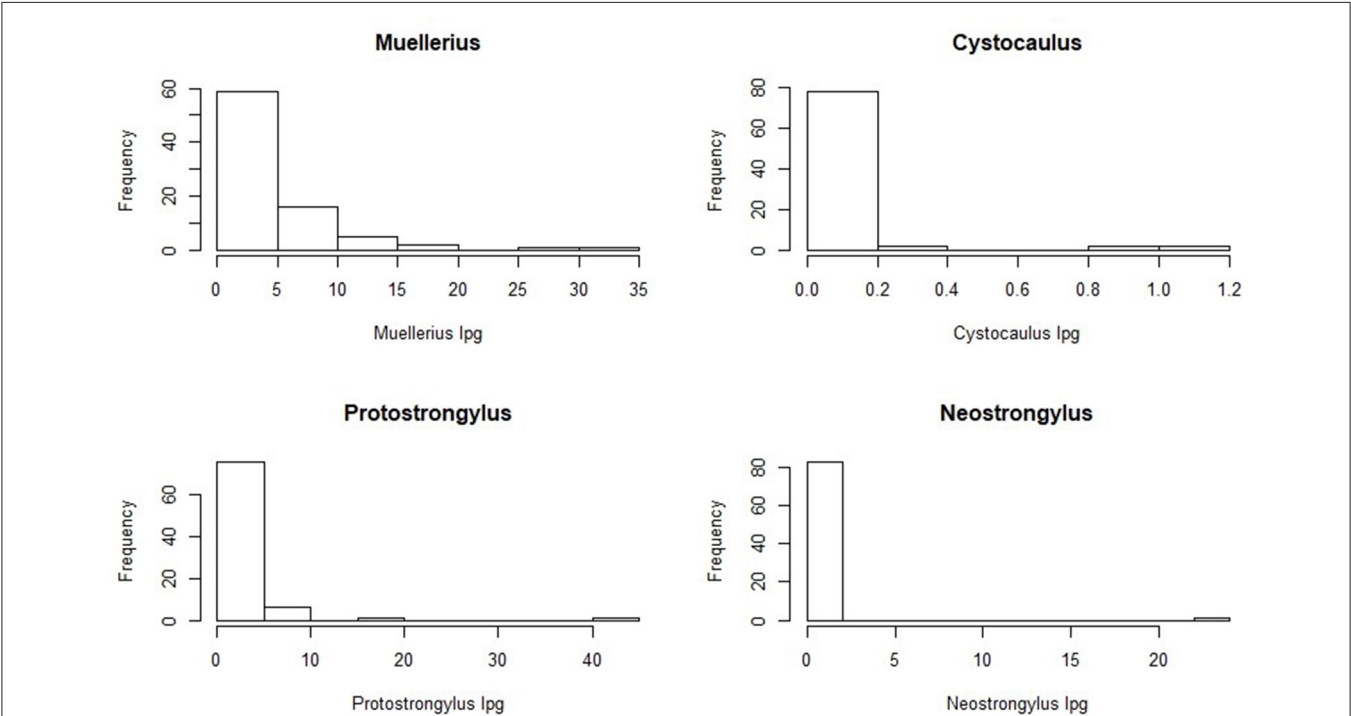 Muellerius
Frequency
60
40
20
0
0 5 10 15 20 25 30 35
Muellerius lpg
Cystocaulus
Frequency
80
60
40
20
0
0.0 0.2 0.4 0.6 0.8 1.0 1.2
Cystocaulus lpg
Protostrongylus
Frequency
60
40
20
0
0 10 20 30 40
Protostrongylus lpg
Neostrongylus
Frequency
80
60
40
20
0
0 5 10 15 20
Neostrongylus lpg